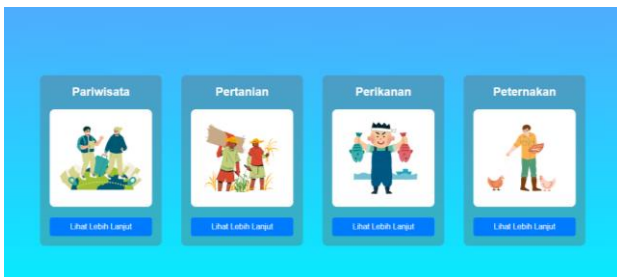 Pariwisata
Pertanian
Perikanan
Peternakan
Lihat Lebih Lanjut
Lihat Lebih Lanjut
Lihat Lebih Lanjut
Lihat Lebih Lanjut